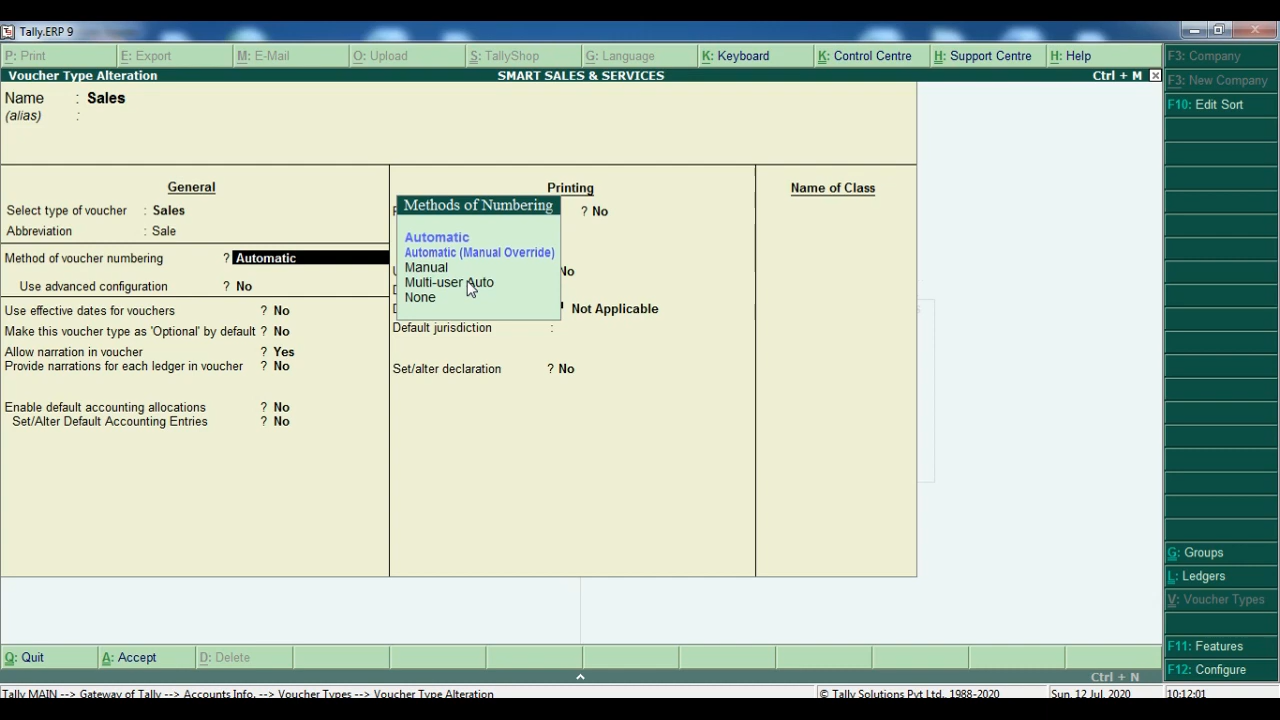 Tally.ERP 9
P: Print E: Export M: E-Mail O: Upload S: TallyShop G: Language K: Keyboard K: Control Centre H: Support Centre H: Help
Voucher Type Alteration SMART SALES & SERVICES Ctrl + M
Name : Sales
(alias) :
General
Select type of voucher : Sales
Abbreviation : Sale
Method of voucher numbering ? Automatic
Use advanced configuration ? No
Use effective dates for vouchers ? No
Make this voucher type as 'Optional' by default ? No
Allow narration in voucher ? Yes
Provide narrations for each ledger in voucher ? No
Enable default accounting allocations ? No
Set/Alter Default Accounting Entries ? No
Printing
? No
Methods of Numbering
Automatic
Automatic (Manual Override)
Manual
Multi-user Auto
None
No
Not Applicable
Default jurisdiction :
Set/alter declaration ? No
Name of Class
F3: Company
F3: New Company
F10: Edit Sort
G: Groups
L: Ledgers
V: Voucher Types
F11: Features
F12: Configure
Q: Quit A: Accept D: Delete
Ctrl + N
Tally MAIN --> Gateway of Tally --> Accounts Info. --> Voucher Types --> Voucher Type Alteration © Tally Solutions Pvt Ltd., 1988-2020 Sun, 12 Jul, 2020 10:12:01